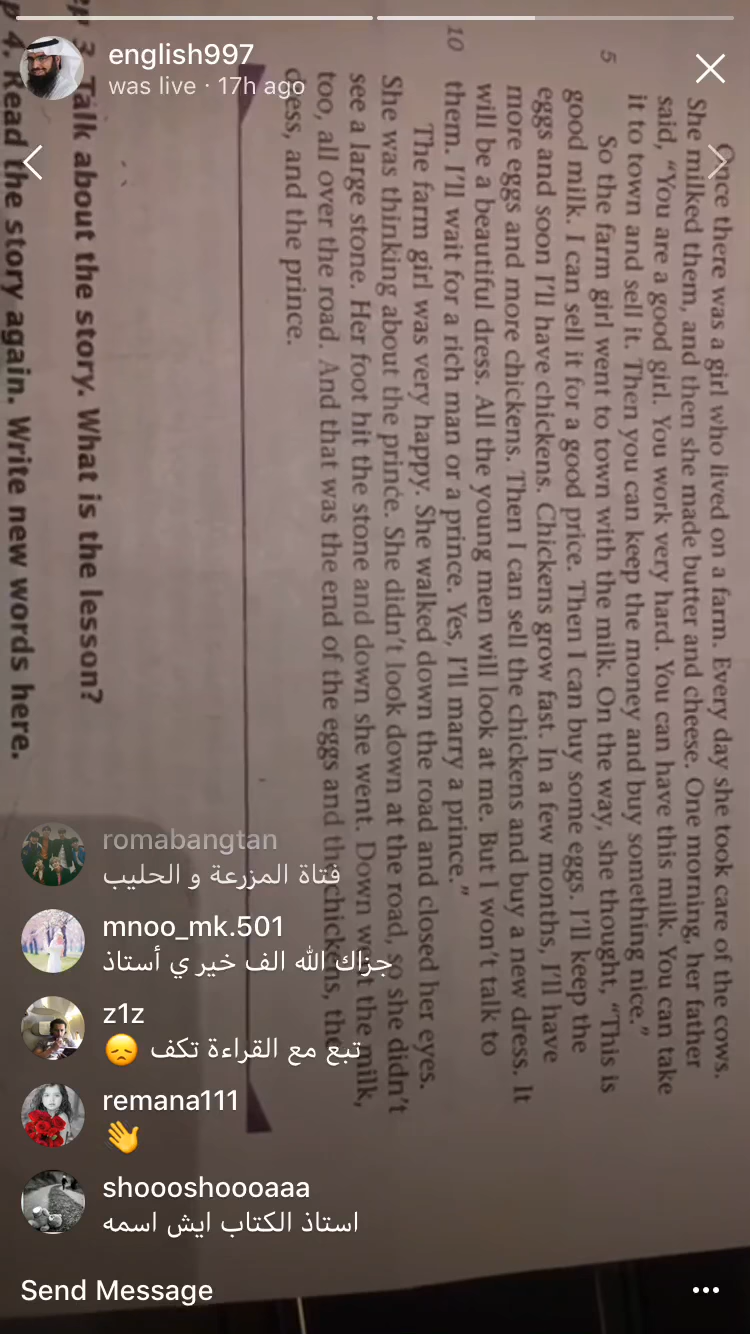 english997
was live · 17h ago
Once there was a girl who lived on a farm. Every day she took care of the cows.
She milked them, and then she made butter and cheese. One morning, her father
said, “You are a good girl. You work very hard. You can have this milk. You can take
it to town and sell it. Then you can keep the money and buy something nice.”
5 So the farm girl went to town with the milk. On the way, she thought, “This is
good milk. I can sell it for a good price. Then I can buy some eggs. I’ll keep the
eggs and soon I’ll have chickens. Chickens grow fast. In a few months, I’ll have
more eggs and more chickens. Then I can sell the chickens and buy a new dress. It
will be a beautiful dress. All the young men will look at me. But I won’t talk to
10 them. I’ll wait for a rich man or a prince. Yes, I’ll marry a prince.”
The farm girl was very happy. She walked down the road and closed her eyes.
She was thinking about the prince. She didn’t look down at the road, so she didn’t
see a large stone. Her foot hit the stone and down she went. Down went the milk,
too, all over the road. And that was the end of the eggs and the chickens, the
dress, and the prince.
3 Talk about the story. What is the lesson?
4. Read the story again. Write new words here.
romabangtan
فتاة المزرعة و الحليب
mnoo_mk.501
جزاك الله الف خير ي أستاذ
z1z
تبع مع القراءة تكف 😞
remana111
👋
shoooshoooaaa
استاذ الكتاب ايش اسمه
Send Message